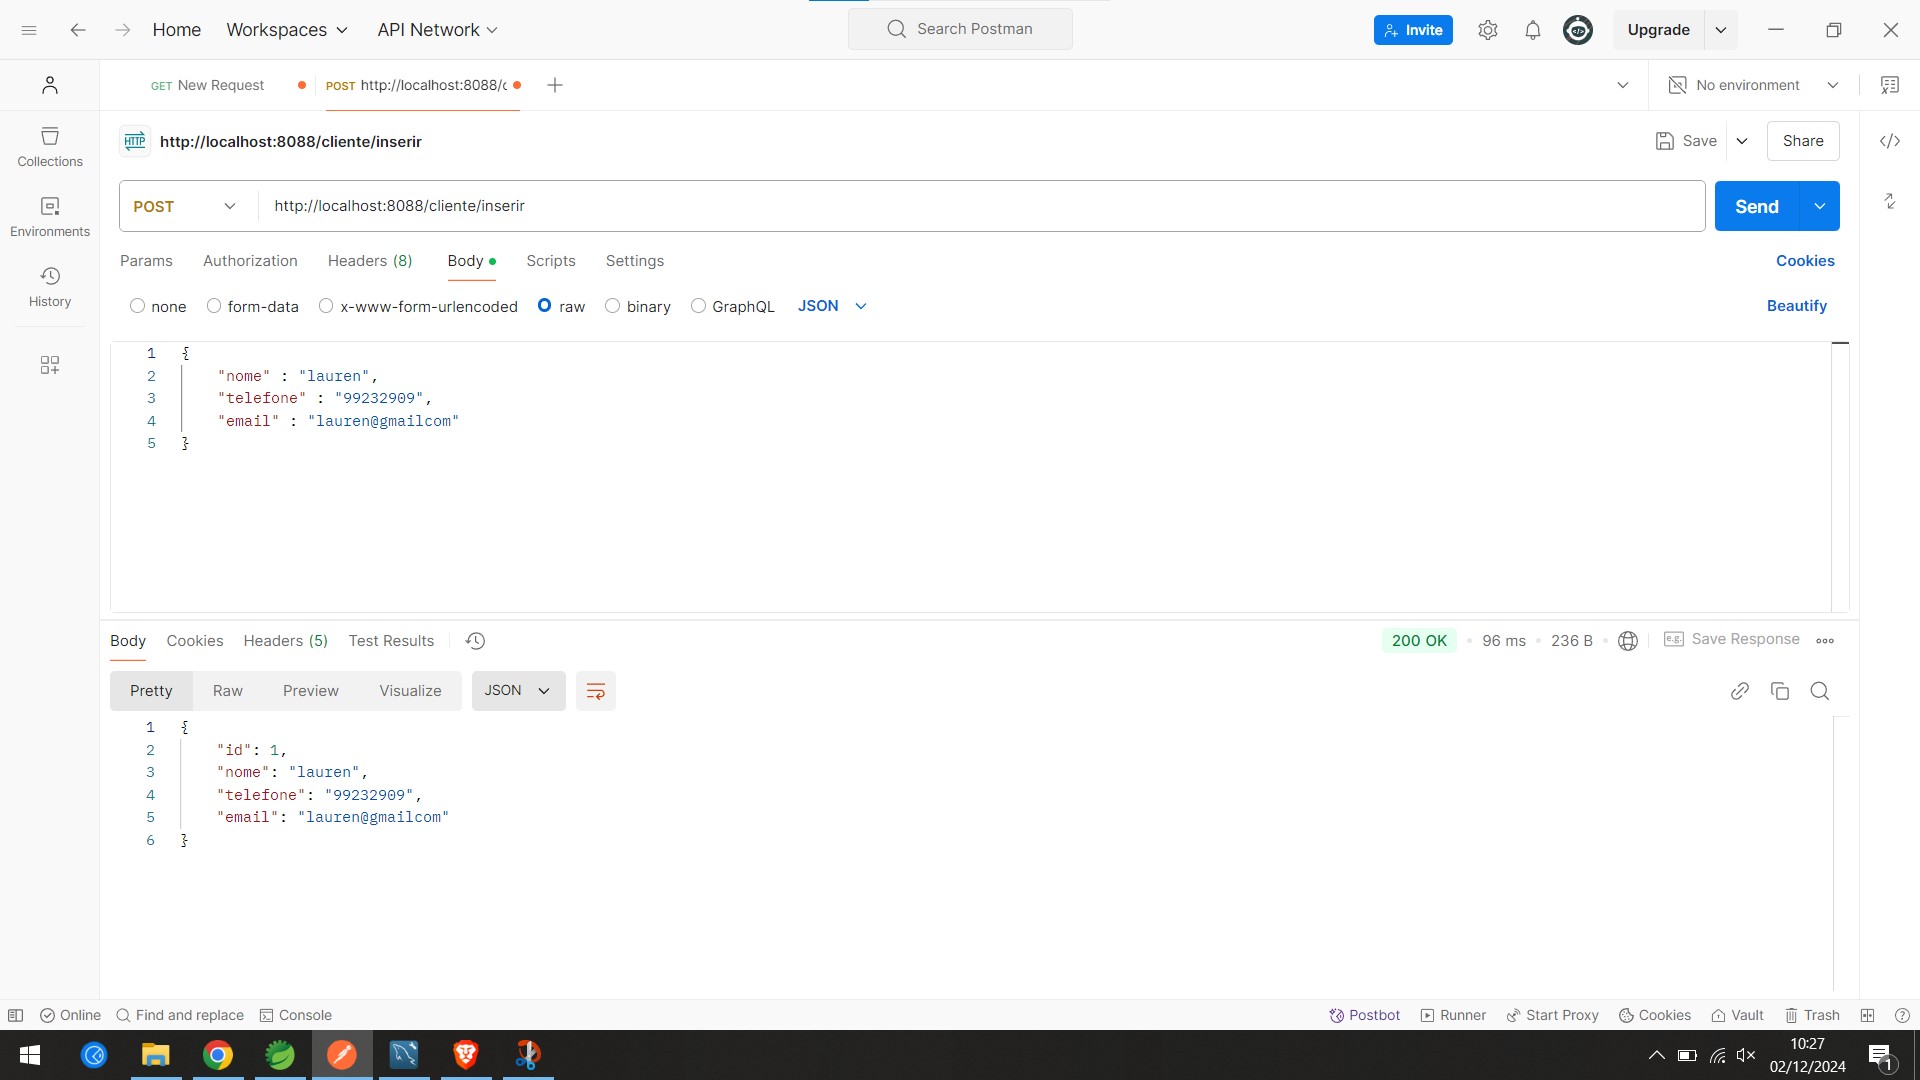 Home Workspaces API Network Search Postman Invite Upgrade
GET New Request POST http://localhost:8088/c No environment
HTTP http://localhost:8088/cliente/inserir Save Share
Collections
POST http://localhost:8088/cliente/inserir Send
Environments
Params Authorization Headers (8) Body Scripts Settings Cookies
History
none form-data x-www-form-urlencoded raw binary GraphQL JSON Beautify
1 {
2 "nome" : "lauren",
3 "telefone" : "99232909",
4 "email" : "lauren@gmailcom"
5 }
Body Cookies Headers (5) Test Results 200 OK 96 ms 236 B e.g. Save Response
Pretty Raw Preview Visualize JSON
1 {
2 "id": 1,
3 "nome": "lauren",
4 "telefone": "99232909",
5 "email": "lauren@gmailcom"
6 }
Online Find and replace Console Postbot Runner Start Proxy Cookies Vault Trash
10:27
02/12/2024
1